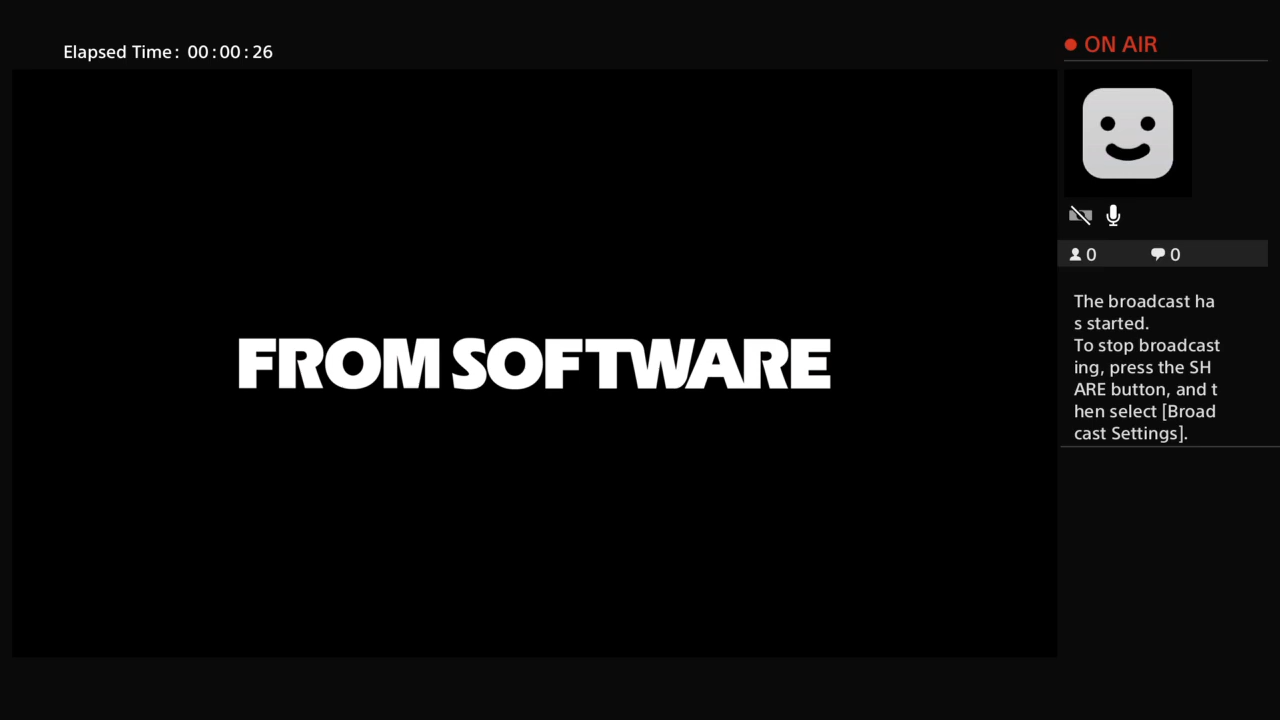 Elapsed Time: 00:00:26
ON AIR
FROM SOFTWARE
0
0
The broadcast ha
s started.
To stop broadcast
ing, press the SH
ARE button, and t
hen select [Broad
cast Settings].